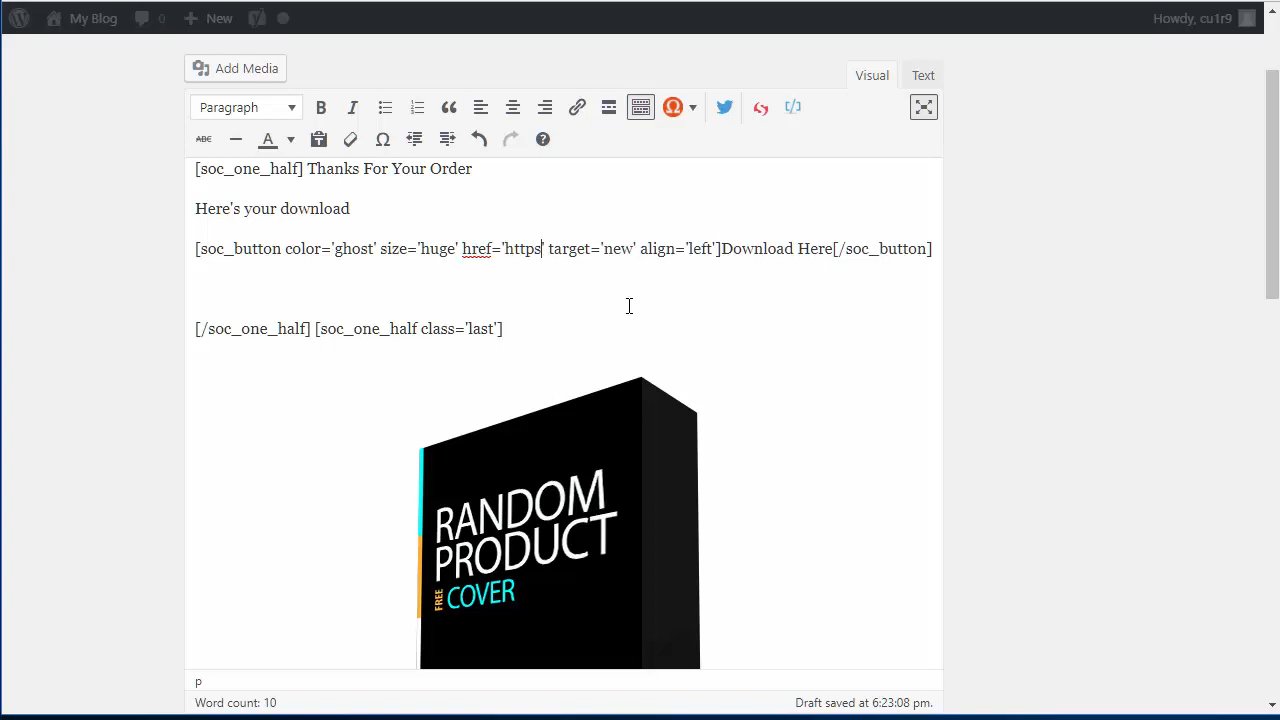 My Blog 0 New Howdy, cu1r9
Add Media
Visual Text
Paragraph B I
ABC A
[soc_one_half] Thanks For Your Order
Here's your download
[soc_button color='ghost' size='huge' href='https' target='new' align='left']Download Here[/soc_button]
[/soc_one_half] [soc_one_half class='last']
RANDOM
PRODUCT
FREE COVER
p
Word count: 10 Draft saved at 6:23:08 pm.